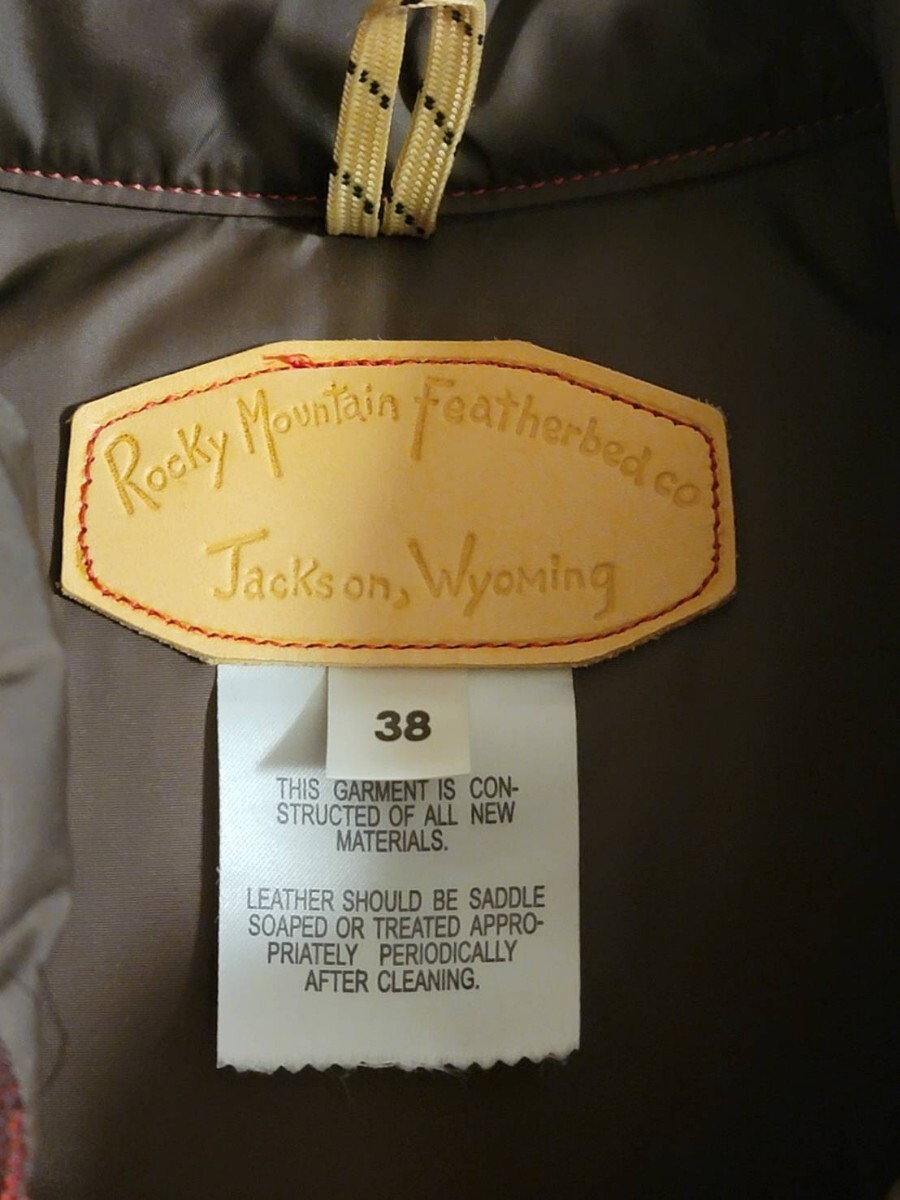 Rocky Mountain Featherbed co
Jackson, Wyoming
38
THIS GARMENT IS CON-
STRUCTED OF ALL NEW
MATERIALS.
LEATHER SHOULD BE SADDLE
SOAPED OR TREATED APPRO-
PRIATELY PERIODICALLY
AFTER CLEANING.